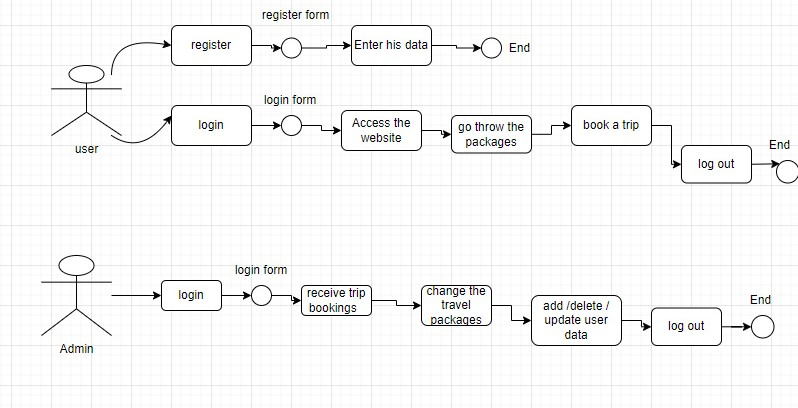 register form
register
Enter his data
End
login form
login
Access the
website
go throw the
packages
book a trip
log out
End
user
login form
login
receive trip
bookings
change the
travel
packages
add /delete /
update user
data
log out
End
Admin